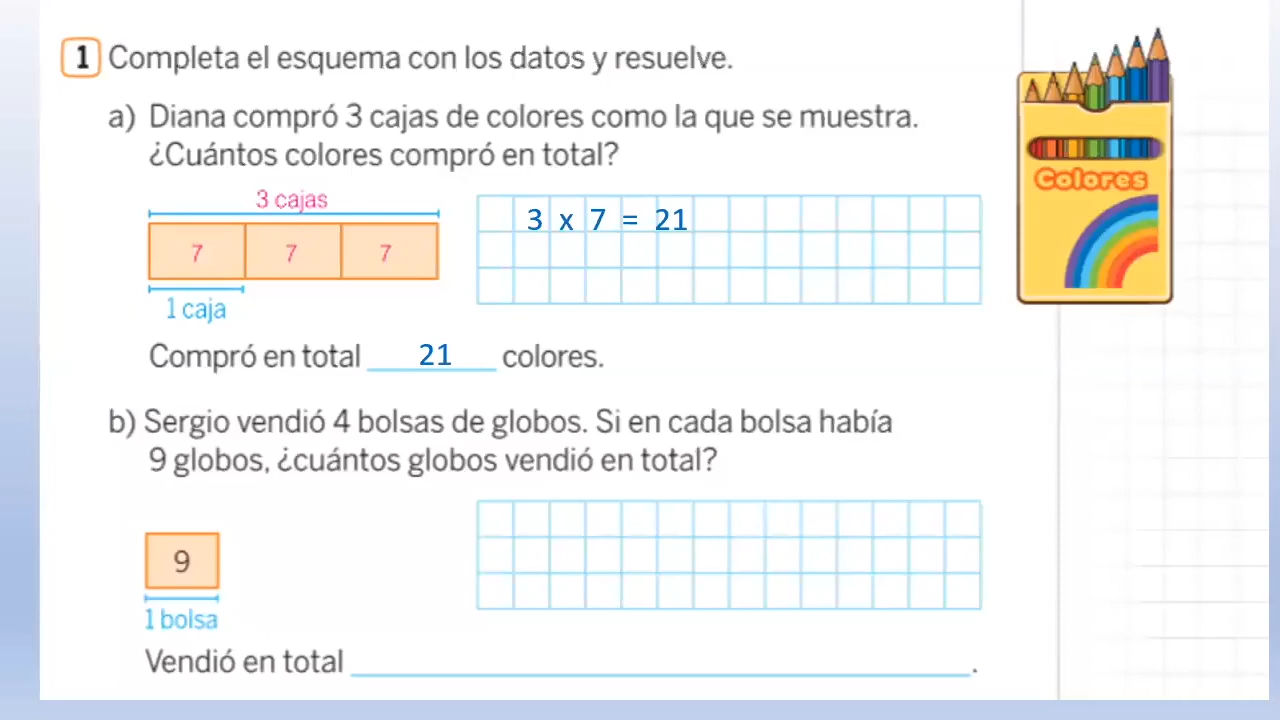 1 Completa el esquema con los datos y resuelve.
a) Diana compró 3 cajas de colores como la que se muestra.
¿Cuántos colores compró en total?
3 cajas
7 7 7
1 caja
3 x 7 = 21
Colores
Compró en total 21 colores.
b) Sergio vendió 4 bolsas de globos. Si en cada bolsa había
9 globos, ¿cuántos globos vendió en total?
9
1 bolsa
Vendió en total ____________________.